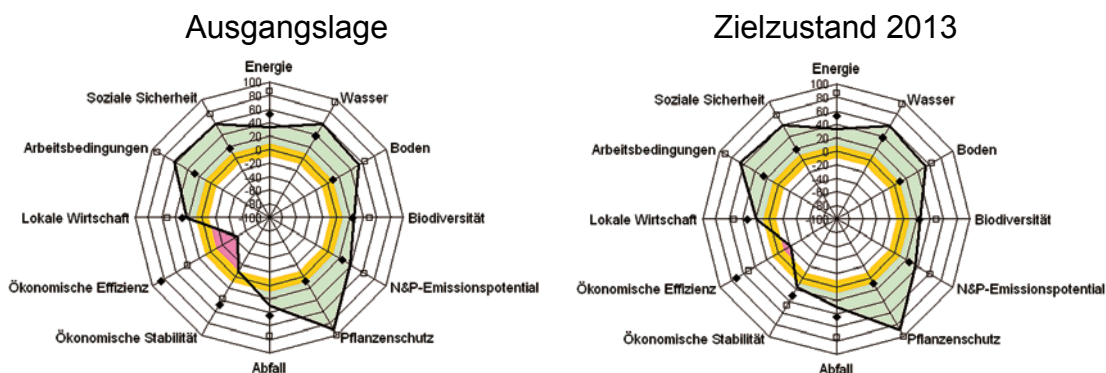 Ausgangslage
Energie
Wasser
Boden
Biodiversität
N&P-Emissionspotential
Pflanzenschutz
Abfall
Ökonomische Stabilität
Ökonomische Effizienz
Lokale Wirtschaft
Arbeitsbedingungen
Soziale Sicherheit
100
80
60
40
20
0
-20
-40
-60
-80
-100
Zielzustand 2013
Energie
Wasser
Boden
Biodiversität
N&P-Emissionspotential
Pflanzenschutz
Abfall
Ökonomische Stabilität
Ökonomische Effizienz
Lokale Wirtschaft
Arbeitsbedingungen
Soziale Sicherheit
100
80
60
40
20
0
-20
-40
-60
-80
-100